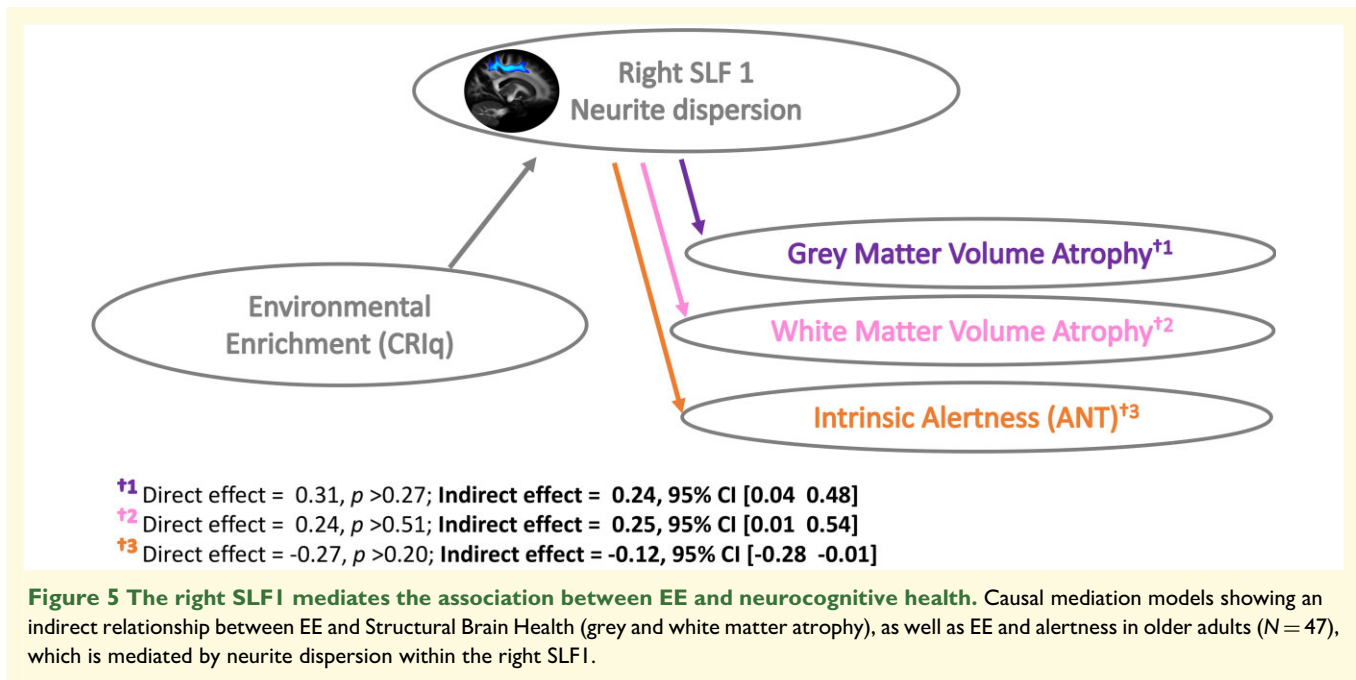 Right SLF 1
Neurite dispersion
Environmental
Enrichment (CRIq)
Grey Matter Volume Atrophy†1
White Matter Volume Atrophy†2
Intrinsic Alertness (ANT)†3
†1 Direct effect = 0.31, p >0.27; Indirect effect = 0.24, 95% CI [0.04 0.48]
†2 Direct effect = 0.24, p >0.51; Indirect effect = 0.25, 95% CI [0.01 0.54]
†3 Direct effect = -0.27, p >0.20; Indirect effect = -0.12, 95% CI [-0.28 -0.01]
Figure 5 The right SLF1 mediates the association between EE and neurocognitive health. Causal mediation models showing an
indirect relationship between EE and Structural Brain Health (grey and white matter atrophy), as well as EE and alertness in older adults (N = 47),
which is mediated by neurite dispersion within the right SLF1.